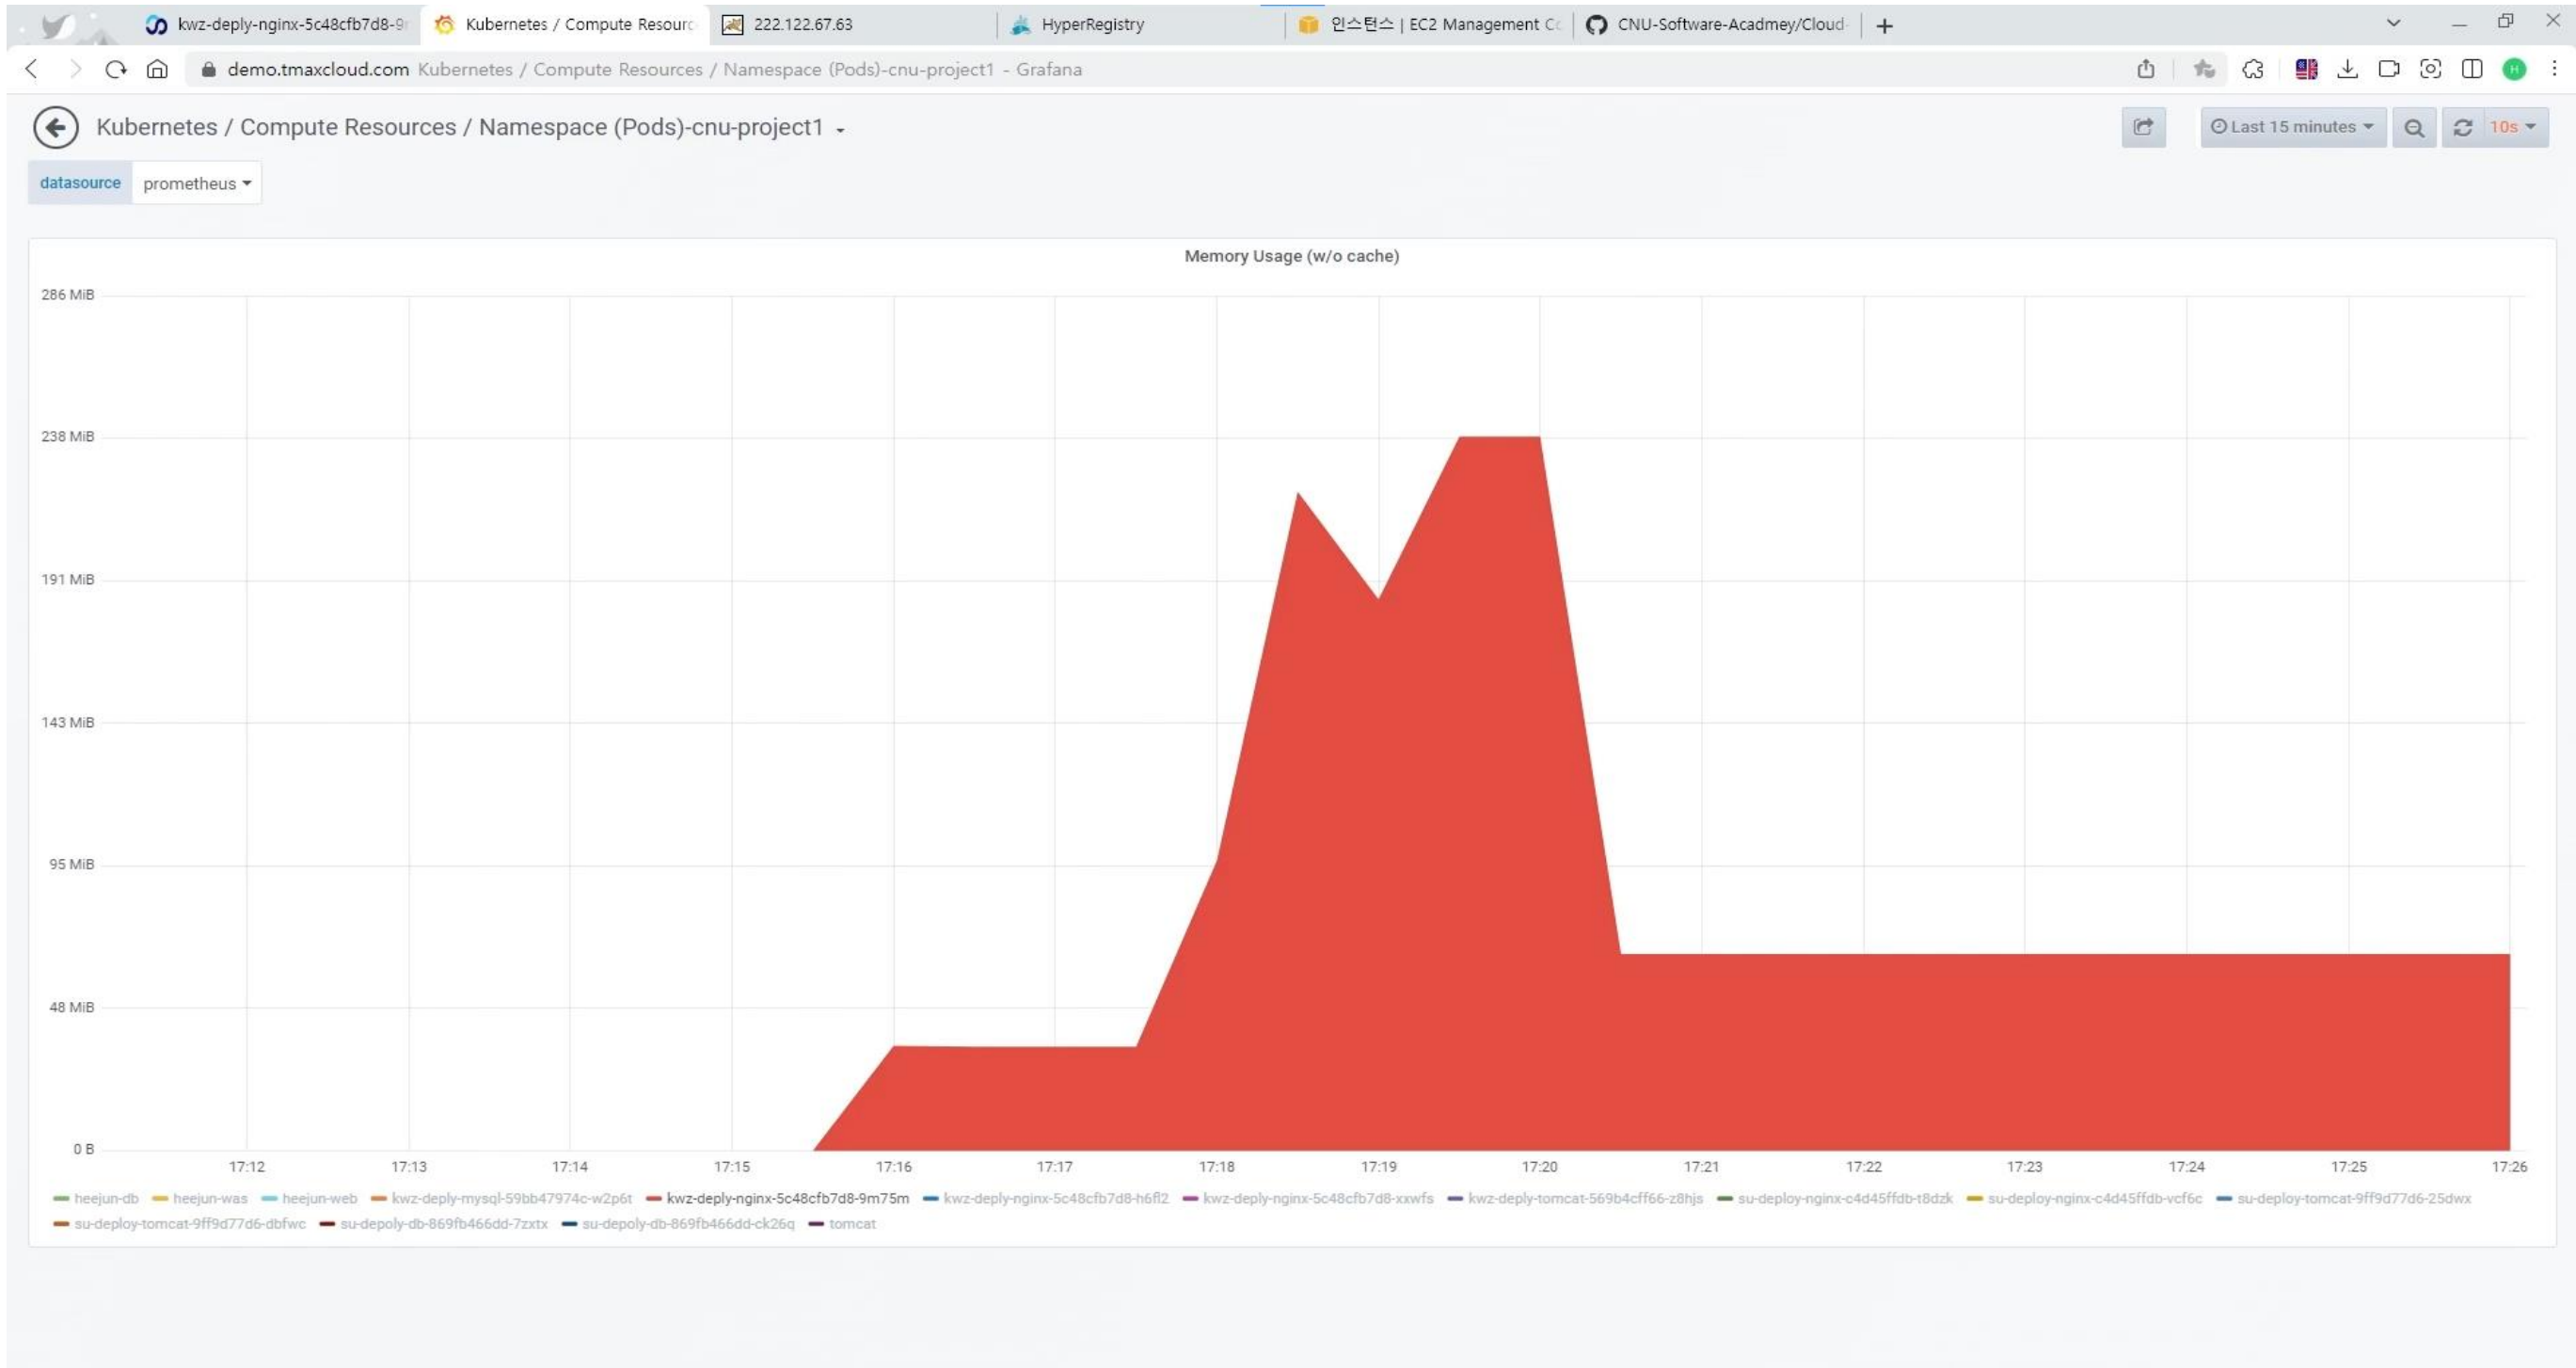 kwz-deply-nginx-5c48cfb7d8-9 Kubernetes / Compute Resourc 222.122.67.63 HyperRegistry 인스턴스 | EC2 Management Co CNU-Software-Acadmey/Cloud-
demo.tmaxcloud.com Kubernetes / Compute Resources / Namespace (Pods)-cnu-project1 - Grafana H
Kubernetes / Compute Resources / Namespace (Pods)-cnu-project1 Last 15 minutes 10s
datasource prometheus
Memory Usage (w/o cache)
286 MiB
238 MiB
191 MiB
143 MiB
95 MiB
48 MiB
0 B
17:12 17:13 17:14 17:15 17:16 17:17 17:18 17:19 17:20 17:21 17:22 17:23 17:24 17:25 17:26
heejun-db heejun-was heejun-web kwz-deply-mysql-59bb47974c-w2p6t kwz-deply-nginx-5c48cfb7d8-9m75m kwz-deply-nginx-5c48cfb7d8-h6fl2 kwz-deply-nginx-5c48cfb7d8-xxwfs kwz-deply-tomcat-569b4cff66-z8hjs su-deploy-nginx-c4d45ffdb-t8dzk su-deploy-nginx-c4d45ffdb-vcf6c su-deploy-tomcat-9ff9d77d6-25dwx
su-deploy-tomcat-9ff9d77d6-dbfwc su-depoly-db-869fb466dd-7zxtx su-depoly-db-869fb466dd-ck26q tomcat